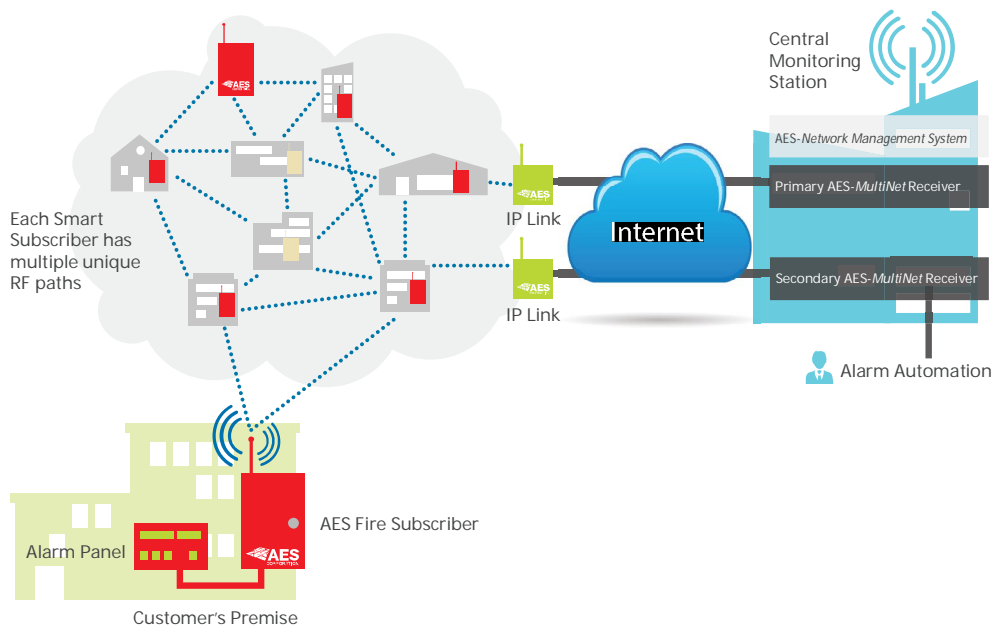 Central
Monitoring
Station
AES
AES-Network Management System
Primary AES-MultiNet Receiver
AES
IP Link
Internet
Each Smart
Subscriber has
multiple unique
RF paths
AES
IP Link
Secondary AES-MultiNet Receiver
Alarm Automation
AES Fire Subscriber
Alarm Panel
AES
CORPORATION
Customer's Premise